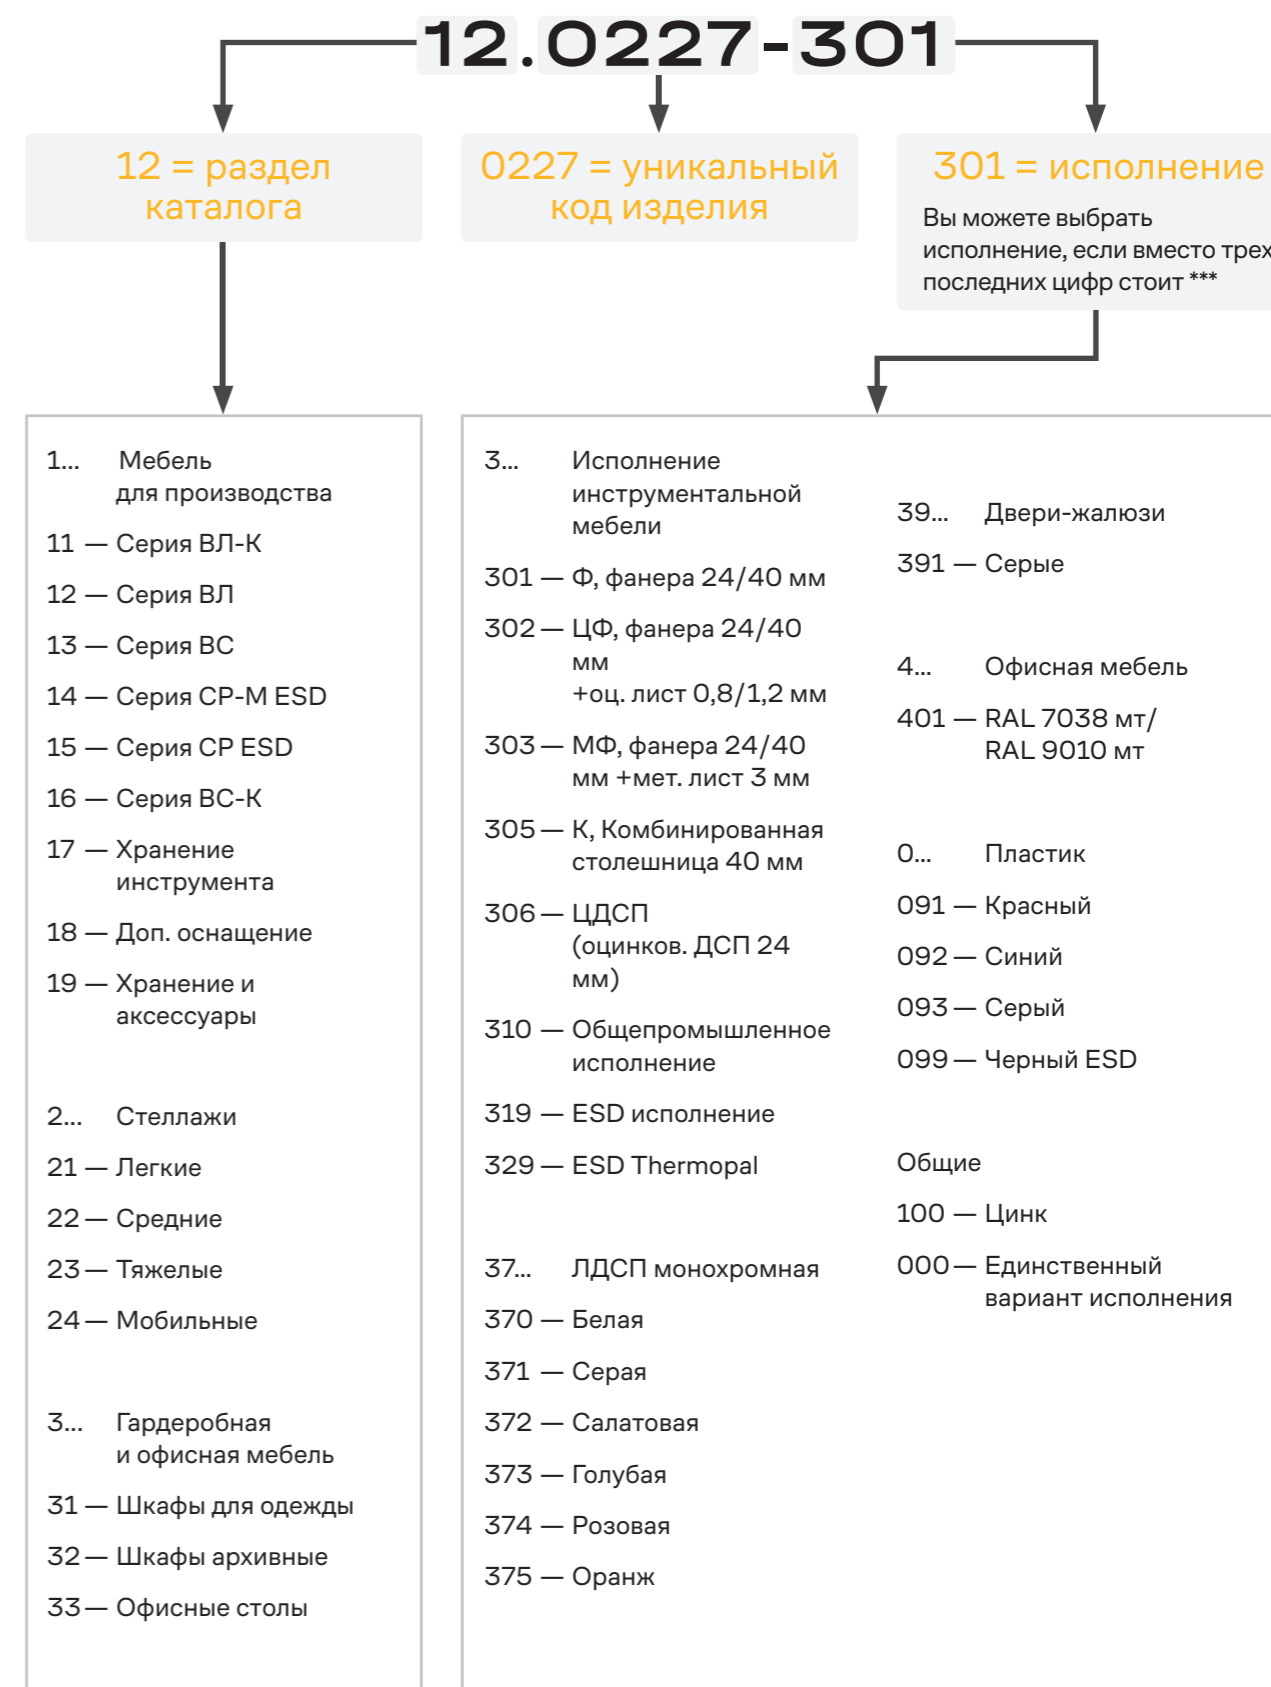 12.0227-301
12 = раздел
каталога
0227 = уникальный
код изделия
301 = исполнение
Вы можете выбрать
исполнение, если вместо трех
последних цифр стоит ***
1... Мебель
для производства
11 — Серия ВЛ-К
12 — Серия ВЛ
13 — Серия ВС
14 — Серия СР-М ESD
15 — Серия СР ESD
16 — Серия ВС-К
17 — Хранение
инструмента
18 — Доп. оснащение
19 — Хранение и
аксессуары
2... Стеллажи
21 — Легкие
22 — Средние
23 — Тяжелые
24 — Мобильные
3... Гардеробная
и офисная мебель
31 — Шкафы для одежды
32 — Шкафы архивные
33 — Офисные столы
3... Исполнение
инструментальной
мебели
301 — Ф, фанера 24/40 мм
302 — ЦФ, фанера 24/40
мм
+оц. лист 0,8/1,2 мм
303 — МФ, фанера 24/40
мм +мет. лист 3 мм
305 — К, Комбинированная
столешница 40 мм
306 — ЦДСП
(оцинков. ДСП 24
мм)
310 — Общепромышленное
исполнение
319 — ESD исполнение
329 — ESD Thermopal
37... ЛДСП монохромная
370 — Белая
371 — Серая
372 — Салатовая
373 — Голубая
374 — Розовая
375 — Оранж
39... Двери-жалюзи
391 — Серые
4... Офисная мебель
401 — RAL 7038 мт/
RAL 9010 мт
0... Пластик
091 — Красный
092 — Синий
093 — Серый
099 — Черный ESD
Общие
100 — Цинк
000 — Единственный
вариант исполнения